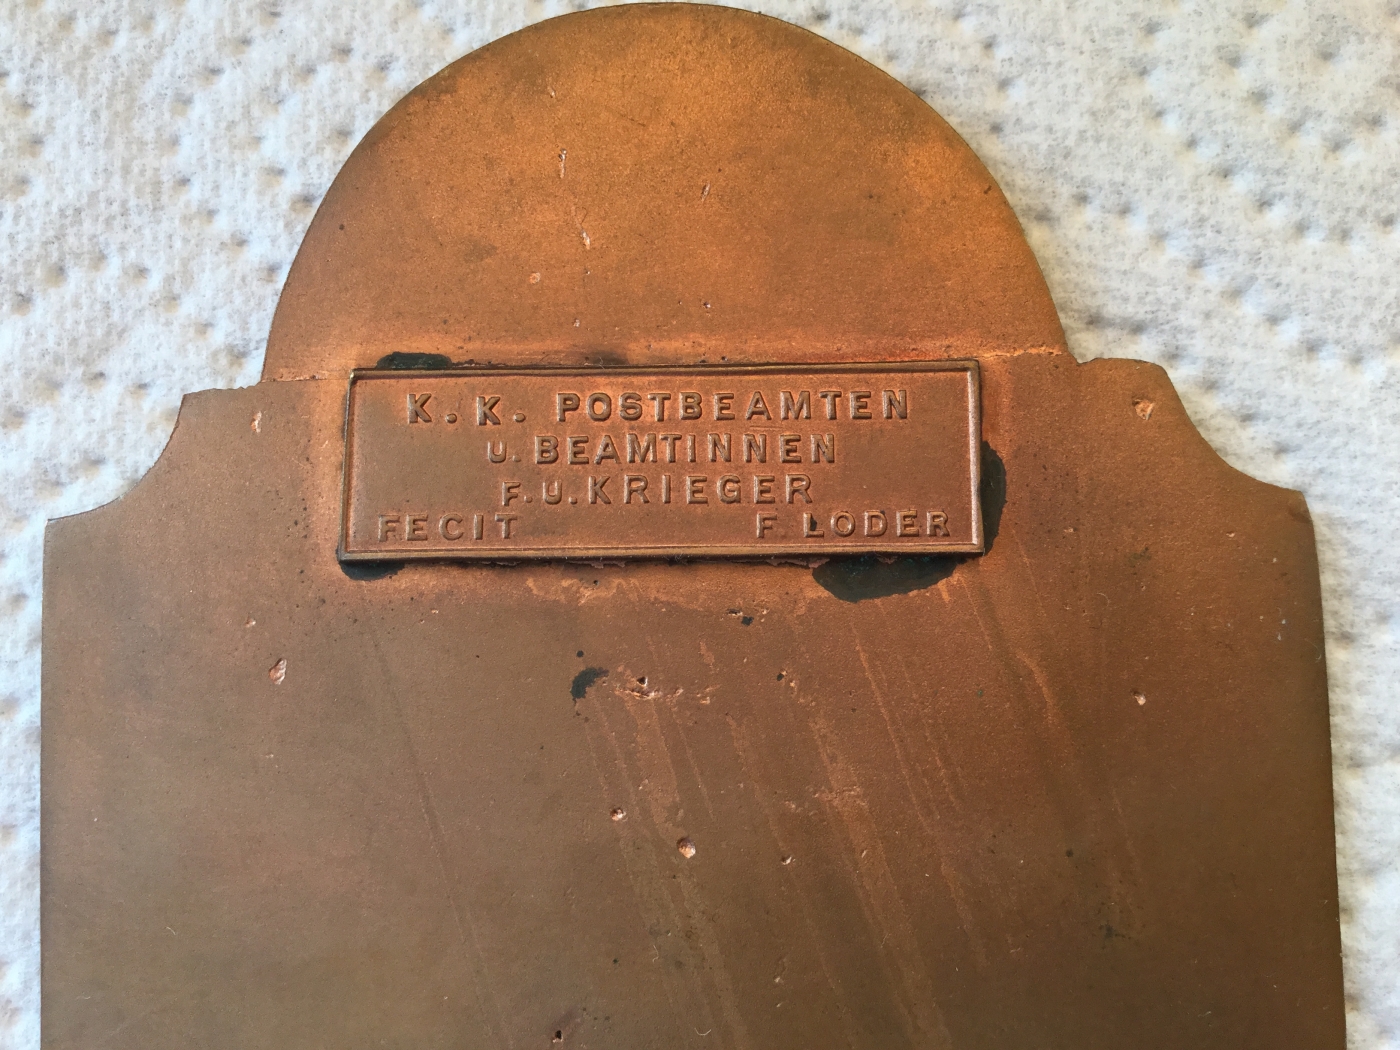 K.K. POSTBEAMTEN
U. BEAMTINNEN
F.U.KRIEGER
FECIT F. LODER